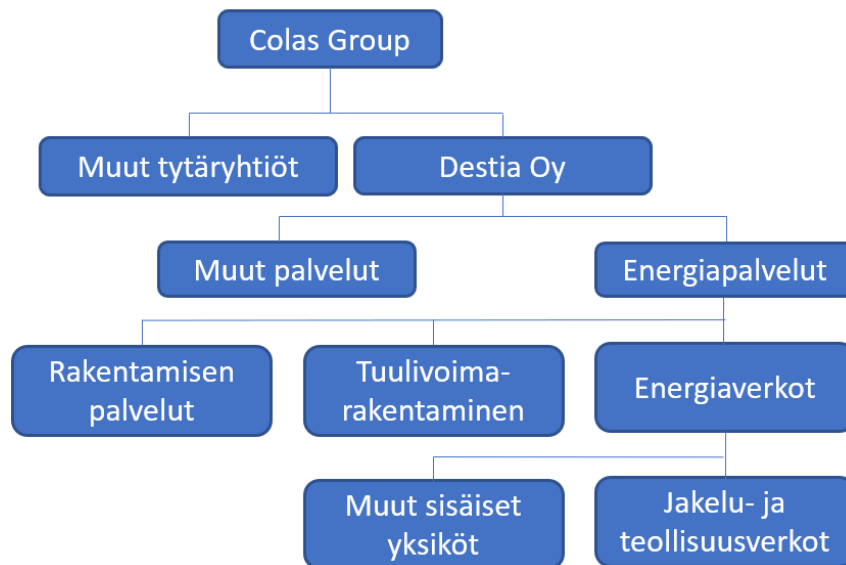 Colas Group
Muut tytäryhtiöt
Destia Oy
Muut palvelut
Energiapalvelut
Rakentamisen
palvelut
Tuulivoima-
rakentaminen
Energiaverkot
Muut sisäiset
yksiköt
Jakelu- ja
teollisuusverkot